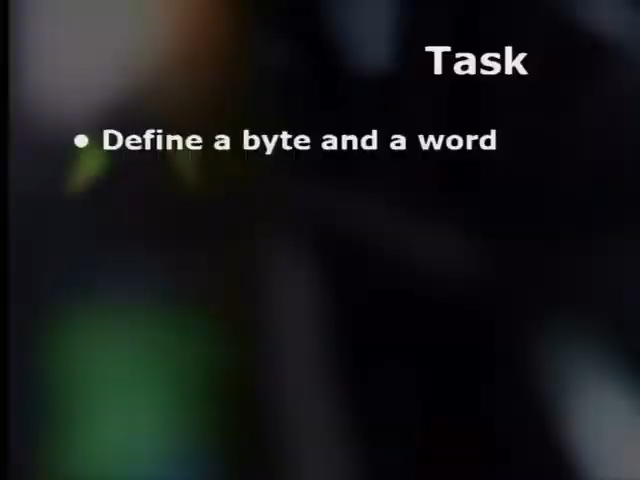 Task
• Define a byte and a word